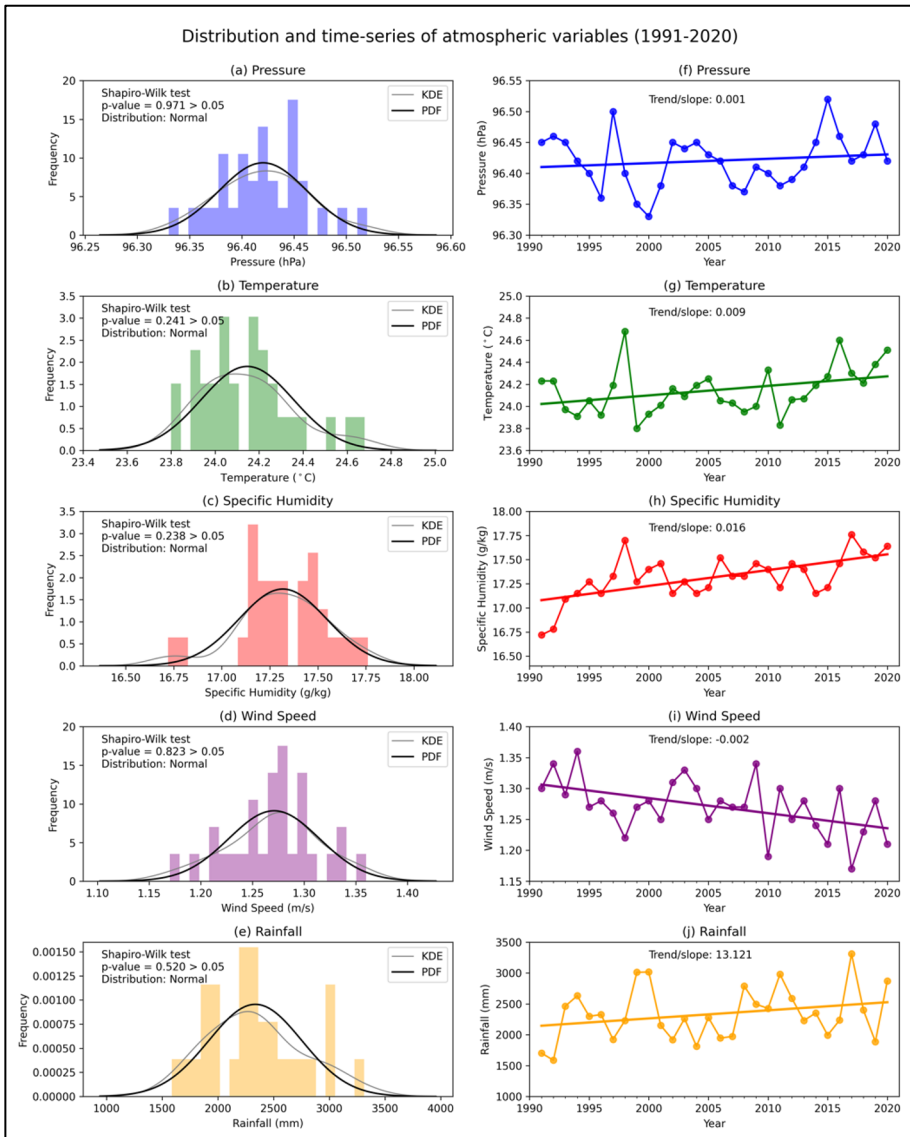 Distribution and time-series of atmospheric variables (1991-2020)
(a) Pressure
Shapiro-Wilk test
p-value = 0.971 > 0.05
Distribution: Normal
KDE
PDF
Frequency
20
15
10
5
0
96.25 96.30 96.35 96.40 96.45 96.50 96.55 96.60
Pressure (hPa)
(f) Pressure
Trend/slope: 0.001
Pressure (hPa)
96.55
96.50
96.45
96.40
96.35
96.30
1990 1995 2000 2005 2010 2015 2020
Year
(b) Temperature
Shapiro-Wilk test
p-value = 0.241 > 0.05
Distribution: Normal
KDE
PDF
Frequency
3.5
3.0
2.5
2.0
1.5
1.0
0.5
0.0
23.4 23.6 23.8 24.0 24.2 24.4 24.6 24.8 25.0
Temperature (°C)
(g) Temperature
Trend/slope: 0.009
Temperature (°C)
25.0
24.8
24.4
24.2
24.0
23.8
23.6
1990 1995 2000 2005 2010 2015 2020
Year
(c) Specific Humidity
Shapiro-Wilk test
p-value = 0.238 > 0.05
Distribution: Normal
KDE
PDF
Frequency
3.5
3.0
2.5
2.0
1.5
1.0
0.5
0.0
16.50 16.75 17.00 17.25 17.50 17.75 18.00
Specific Humidity (g/kg)
(h) Specific Humidity
Trend/slope: 0.016
Specific Humidity (g/kg)
18.00
17.75
17.50
17.25
17.00
16.75
16.50
1990 1995 2000 2005 2010 2015 2020
Year
(d) Wind Speed
Shapiro-Wilk test
p-value = 0.823 > 0.05
Distribution: Normal
KDE
PDF
Frequency
20
15
10
5
0
1.10 1.20 1.25 1.30 1.35 1.40
Wind Speed (m/s)
(i) Wind Speed
Trend/slope: -0.002
Wind Speed (m/s)
1.40
1.35
1.30
1.25
1.20
1.15
1990 1995 2000 2005 2010 2015 2020
Year
(e) Rainfall
Shapiro-Wilk test
p-value = 0.520 > 0.05
Distribution: Normal
KDE
PDF
Frequency
0.00150
0.00125
0.00100
0.00075
0.00050
0.00025
0.00000
1000 1500 2000 2500 3000 3500 4000
Rainfall (mm)
(j) Rainfall
Trend/slope: 13.121
Rainfall (mm)
3500
3000
2500
2000
1500
1000
1990 1995 2000 2005 2010 2015 2020
Year